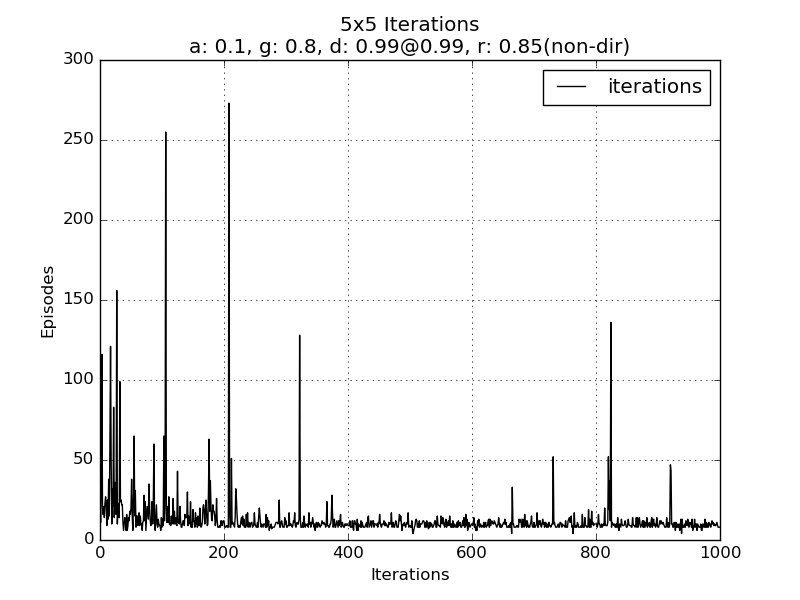 5x5 Iterations
a: 0.1, g: 0.8, d: 0.99@0.99, r: 0.85(non-dir)
300
250
200
150
100
50
0
Episodes
iterations
0
200
400
600
800
1000
Iterations